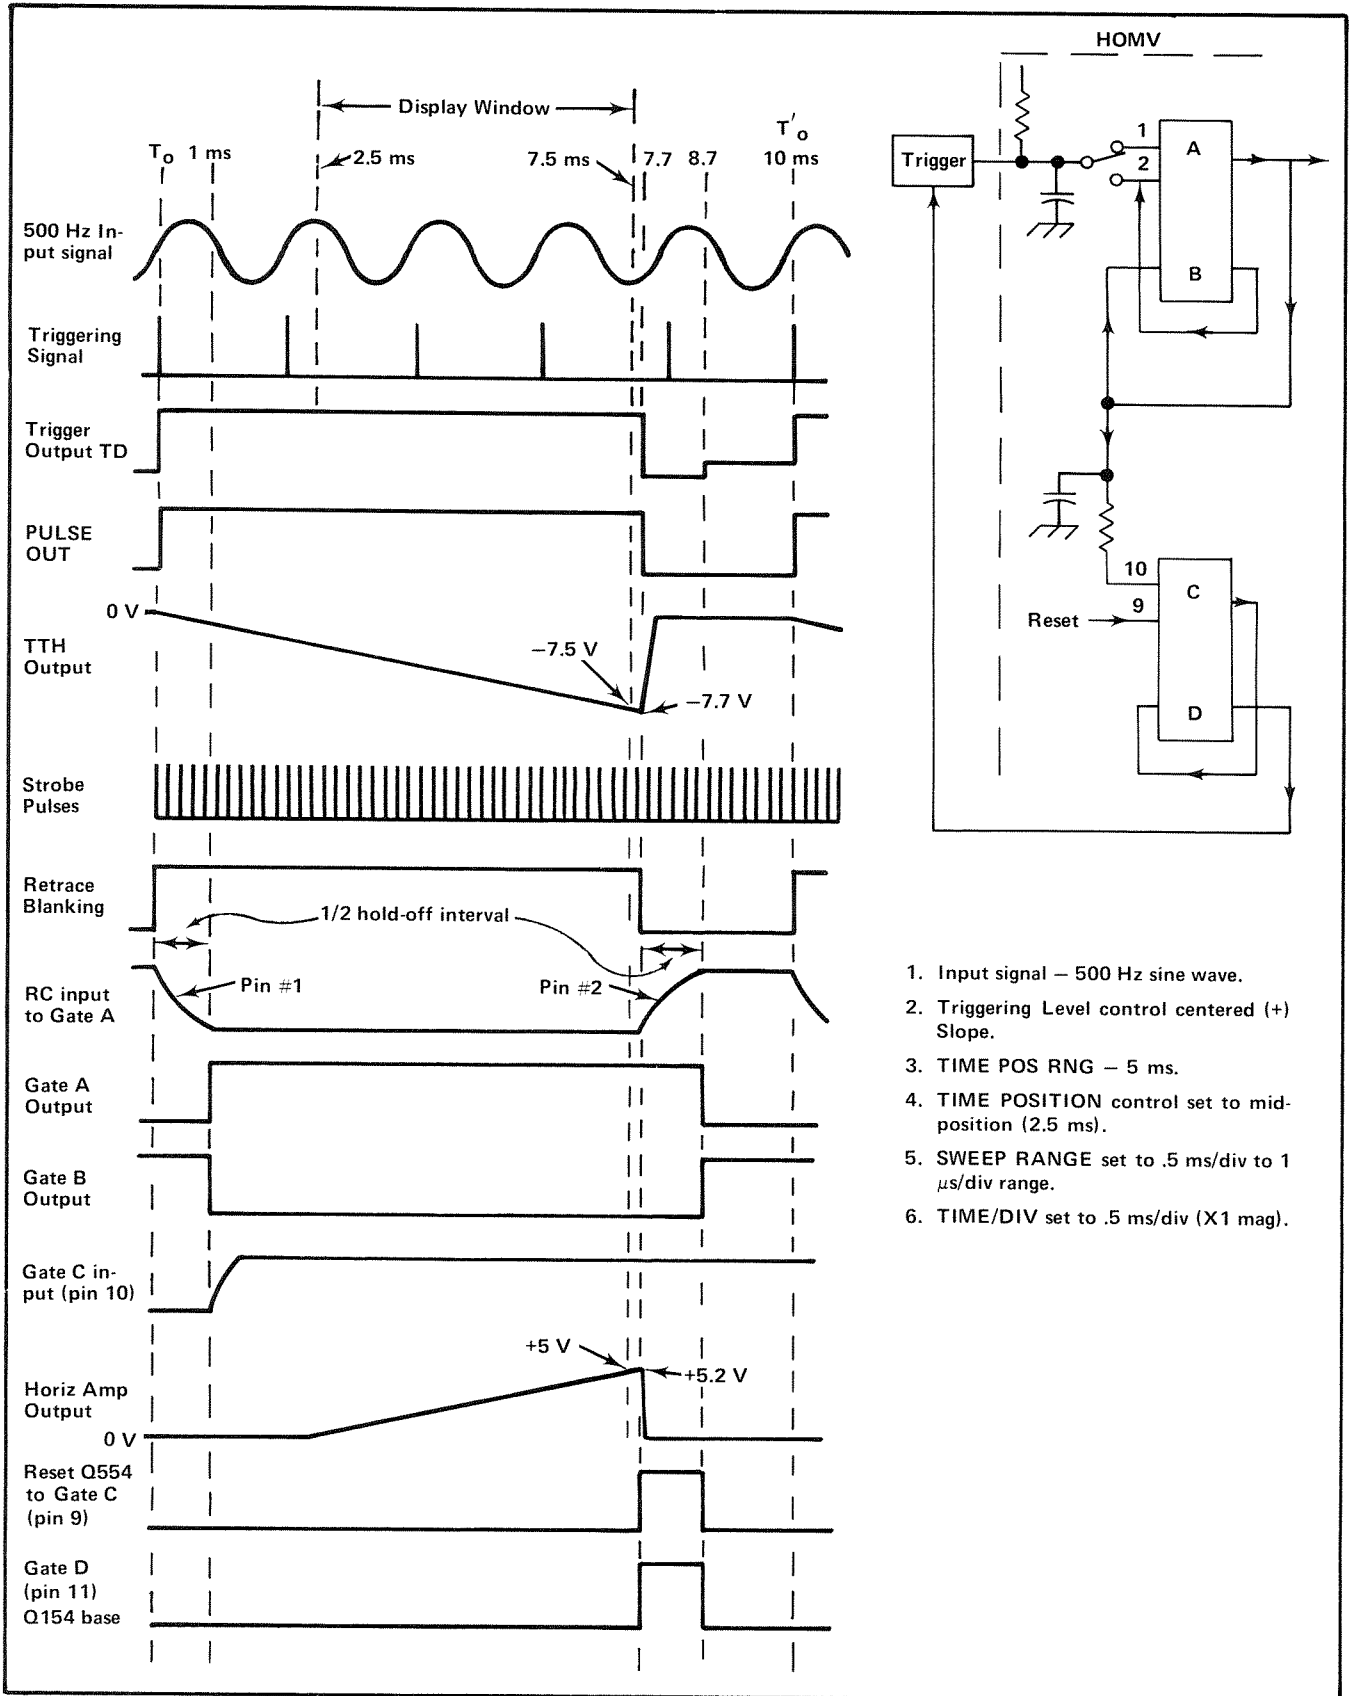 HOMV
Display Window
T'o
To 1 ms
2.5 ms
7.5 ms
7.7 8.7
10 ms
Trigger
1
2
A
B
500 Hz In-
put signal
Triggering
Signal
Trigger
Output TD
PULSE
OUT
10
9
C
Reset
D
0 V
TTH
Output
−7.5 V
−7.7 V
Strobe
Pulses
Retrace
Blanking
1/2 hold-off interval
RC input
to Gate A
Pin #1
Pin #2
Gate A
Output
Gate B
Output
Gate C in-
put (pin 10)
+5 V
+5.2 V
Horiz Amp
Output
0 V
Reset Q554
to Gate C
(pin 9)
Gate D
(pin 11)
Q154 base
1. Input signal – 500 Hz sine wave.
2. Triggering Level control centered (+)
Slope.
3. TIME POS RNG – 5 ms.
4. TIME POSITION control set to mid-
position (2.5 ms).
5. SWEEP RANGE set to .5 ms/div to 1
μs/div range.
6. TIME/DIV set to .5 ms/div (X1 mag).